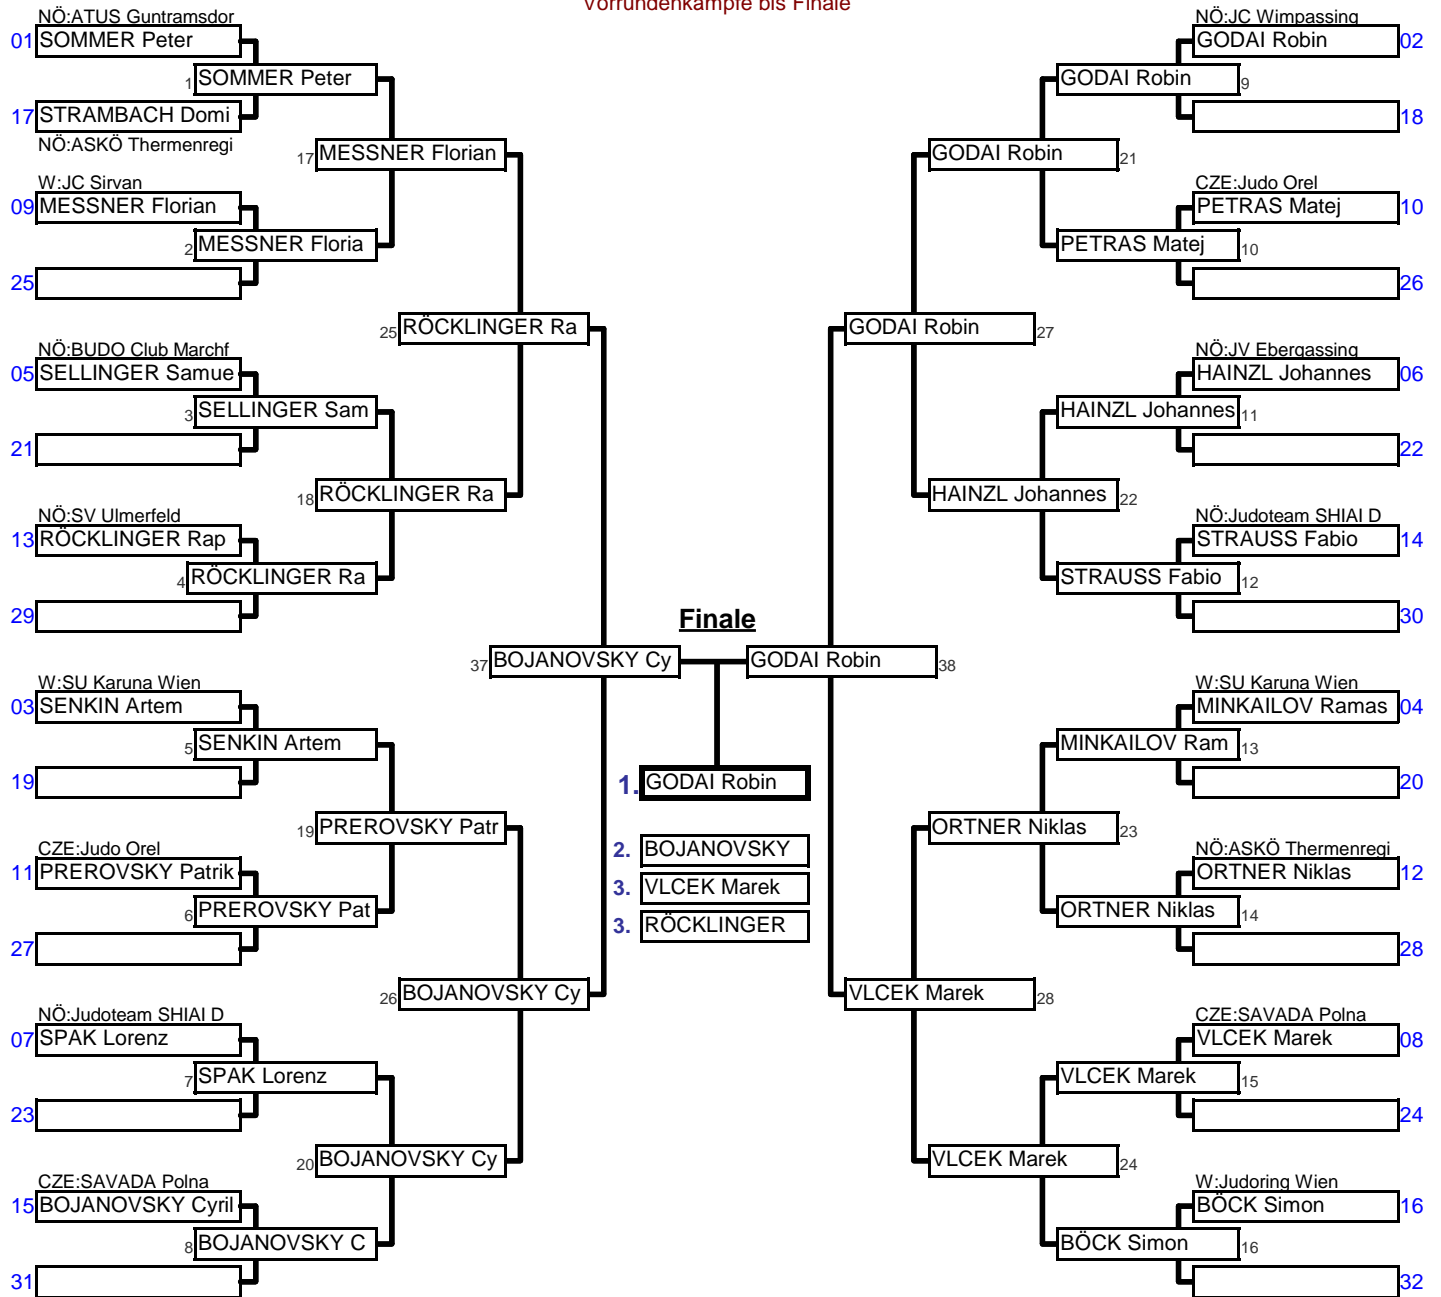 Vorrundenkämpfe bis Finale
NÖ:ATUS Guntramsdor
01 SOMMER Peter
1 SOMMER Peter
17 STRAMBACH Domi
NÖ:ASKÖ Thermenregi
17 MESSNER Florian
W:JC Sirvan
09 MESSNER Florian
2 MESSNER Floria
25
25 RÖCKLINGER Ra
NÖ:BUDO Club Marchf
05 SELLINGER Samue
3 SELLINGER Sam
21
18 RÖCKLINGER Ra
NÖ:SV Ulmerfeld
13 RÖCKLINGER Rap
4 RÖCKLINGER Ra
29
37 BOJANOVSKY Cy
W:SU Karuna Wien
03 SENKIN Artem
5 SENKIN Artem
19
19 PREROVSKY Patr
CZE:Judo Orel
11 PREROVSKY Patrik
6 PREROVSKY Pat
27
26 BOJANOVSKY Cy
NÖ:Judoteam SHIAI D
07 SPAK Lorenz
7 SPAK Lorenz
23
20 BOJANOVSKY Cy
CZE:SAVADA Polna
15 BOJANOVSKY Cyril
8 BOJANOVSKY C
31
Finale
1. GODAI Robin
2. BOJANOVSKY
3. VLCEK Marek
3. RÖCKLINGER
NÖ:JC Wimpassing
GODAI Robin 02
GODAI Robin 9
18
GODAI Robin 21
CZE:Judo Orel
PETRAS Matej 10
PETRAS Matej 10
26
GODAI Robin 27
NÖ:JV Ebergassing
HAINZL Johannes 06
HAINZL Johannes 11
22
HAINZL Johannes 22
NÖ:Judoteam SHIAI D
STRAUSS Fabio 14
STRAUSS Fabio 12
30
GODAI Robin 38
W:SU Karuna Wien
MINKAILOV Ramas 04
MINKAILOV Ram 13
20
ORTNER Niklas 23
NÖ:ASKÖ Thermenregi
ORTNER Niklas 12
ORTNER Niklas 14
28
VLCEK Marek 28
CZE:SAVADA Polna
VLCEK Marek 08
VLCEK Marek 15
24
VLCEK Marek 24
W:Judoring Wien
BÖCK Simon 16
BÖCK Simon 16
32